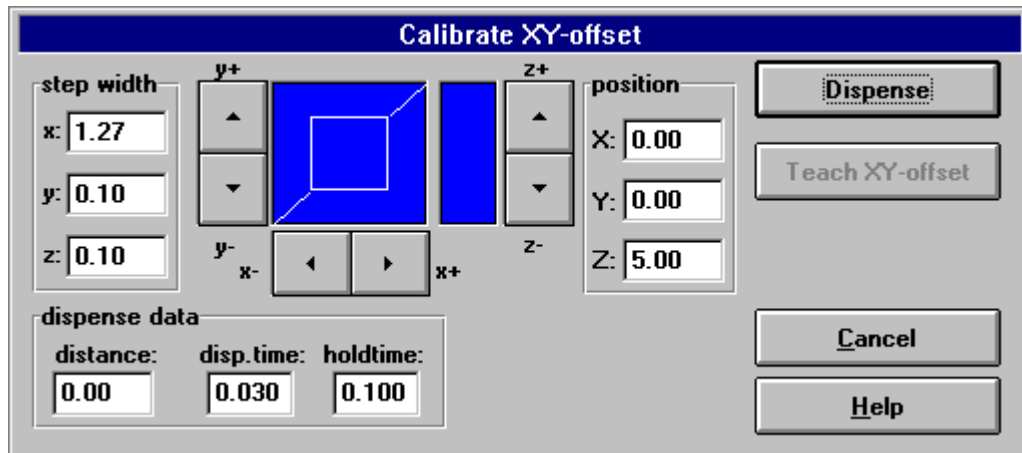 Calibrate XY-offset
step width
x: 1.27
y: 0.10
z: 0.10
y+
y-
x-
x+
z+
z-
position
X: 0.00
Y: 0.00
Z: 5.00
Dispense
Teach XY-offset
dispense data
distance: disp.time: holdtime:
0.00 0.030 0.100
Cancel
Help